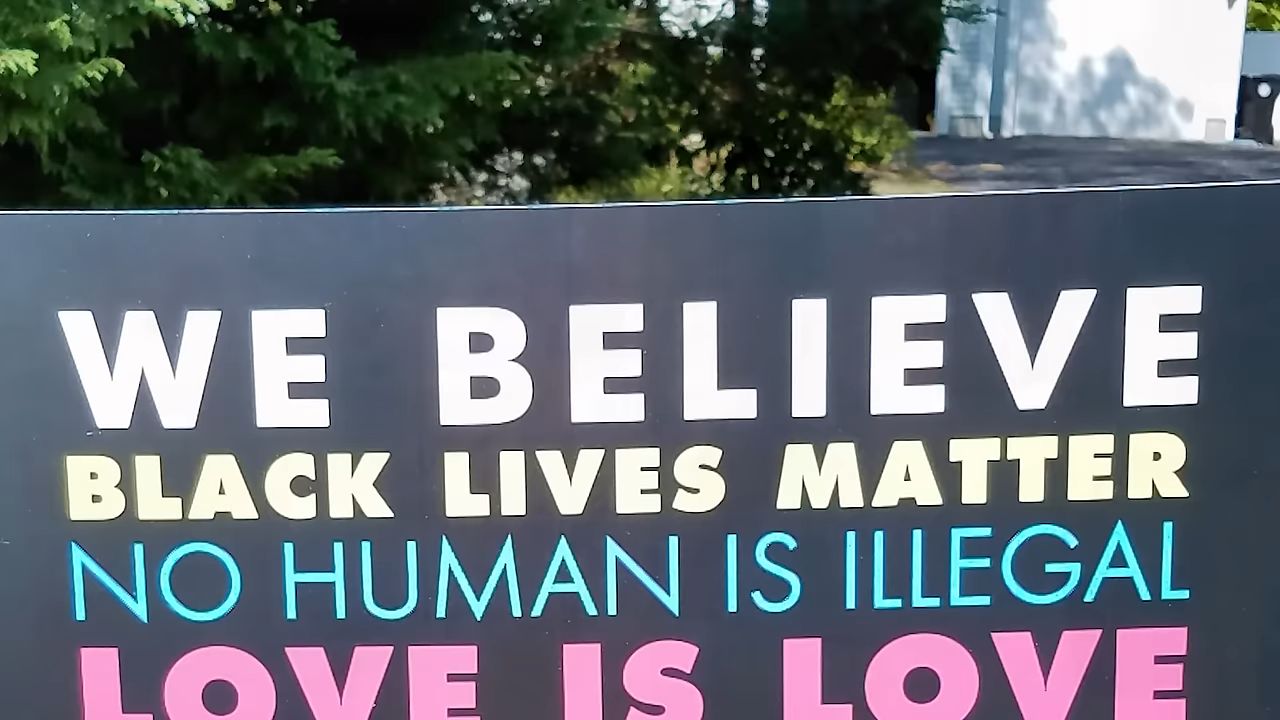 WE BELIEVE
BLACK LIVES MATTER
NO HUMAN IS ILLEGAL
LOVE IS LOVE